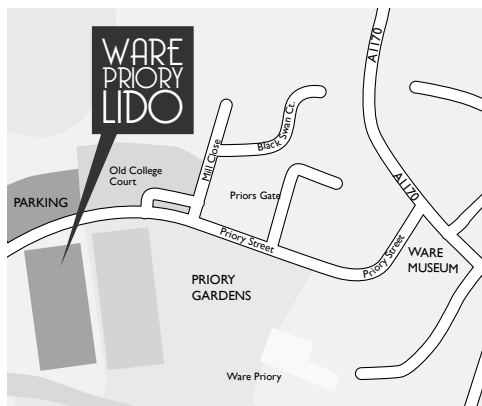 WARE
PRIORY
LIDO
A1170
Black Swan Ct.
Mill Close
Old College
Court
PARKING
Priors Gate
A1170
Priory Street
Priory Street
WARE
MUSEUM
PRIORY
GARDENS
Ware Priory